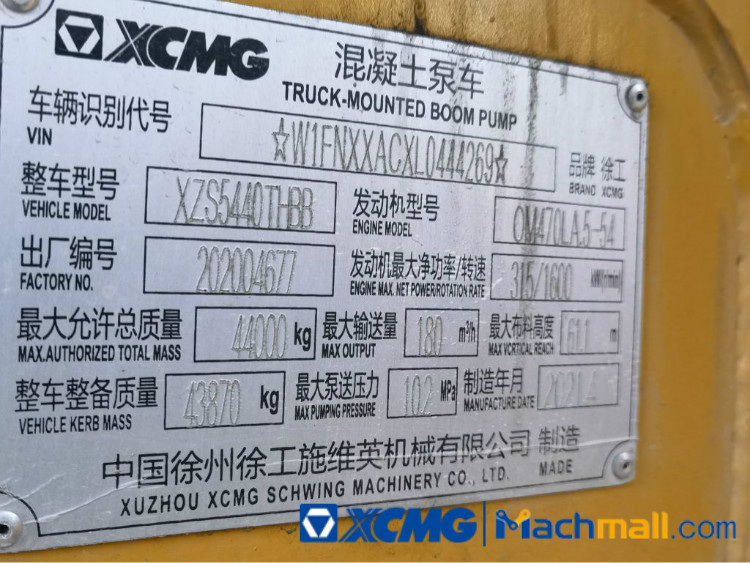 XCMG 混凝土泵车
TRUCK-MOUNTED BOOM PUMP
车辆识别代号 ☆W1FNXXACXL0444269☆ 品牌 徐工
VIN BRAND XCMG
整车型号 XZS5440THBB 发动机型号 OM470LA.5-54
VEHICLE MODEL ENGINE MODEL
出厂编号 202004677 发动机最大净功率/转速 315/1600 kW(r/min)
FACTORY NO. ENGINE MAX. NET POWER/ROTATION RATE
最大允许总质量 44000 kg 最大输送量 180 m³/h 最大布料高度 61.1 m
MAX.AUTHORIZED TOTAL MASS MAX OUTPUT MAX VCRTICAL REACH
整车整备质量 43870 kg 最大泵送压力 10.2 MPa 制造年月 2021.4
VEHICLE KERB MASS MAX PUMPING PRESSURE MANUFACTURE DATE
中国徐州徐工施维英机械有限公司 制造
XUZHOU XCMG SCHWING MACHINERY CO., LTD. MADE
XCMG Machmall.com